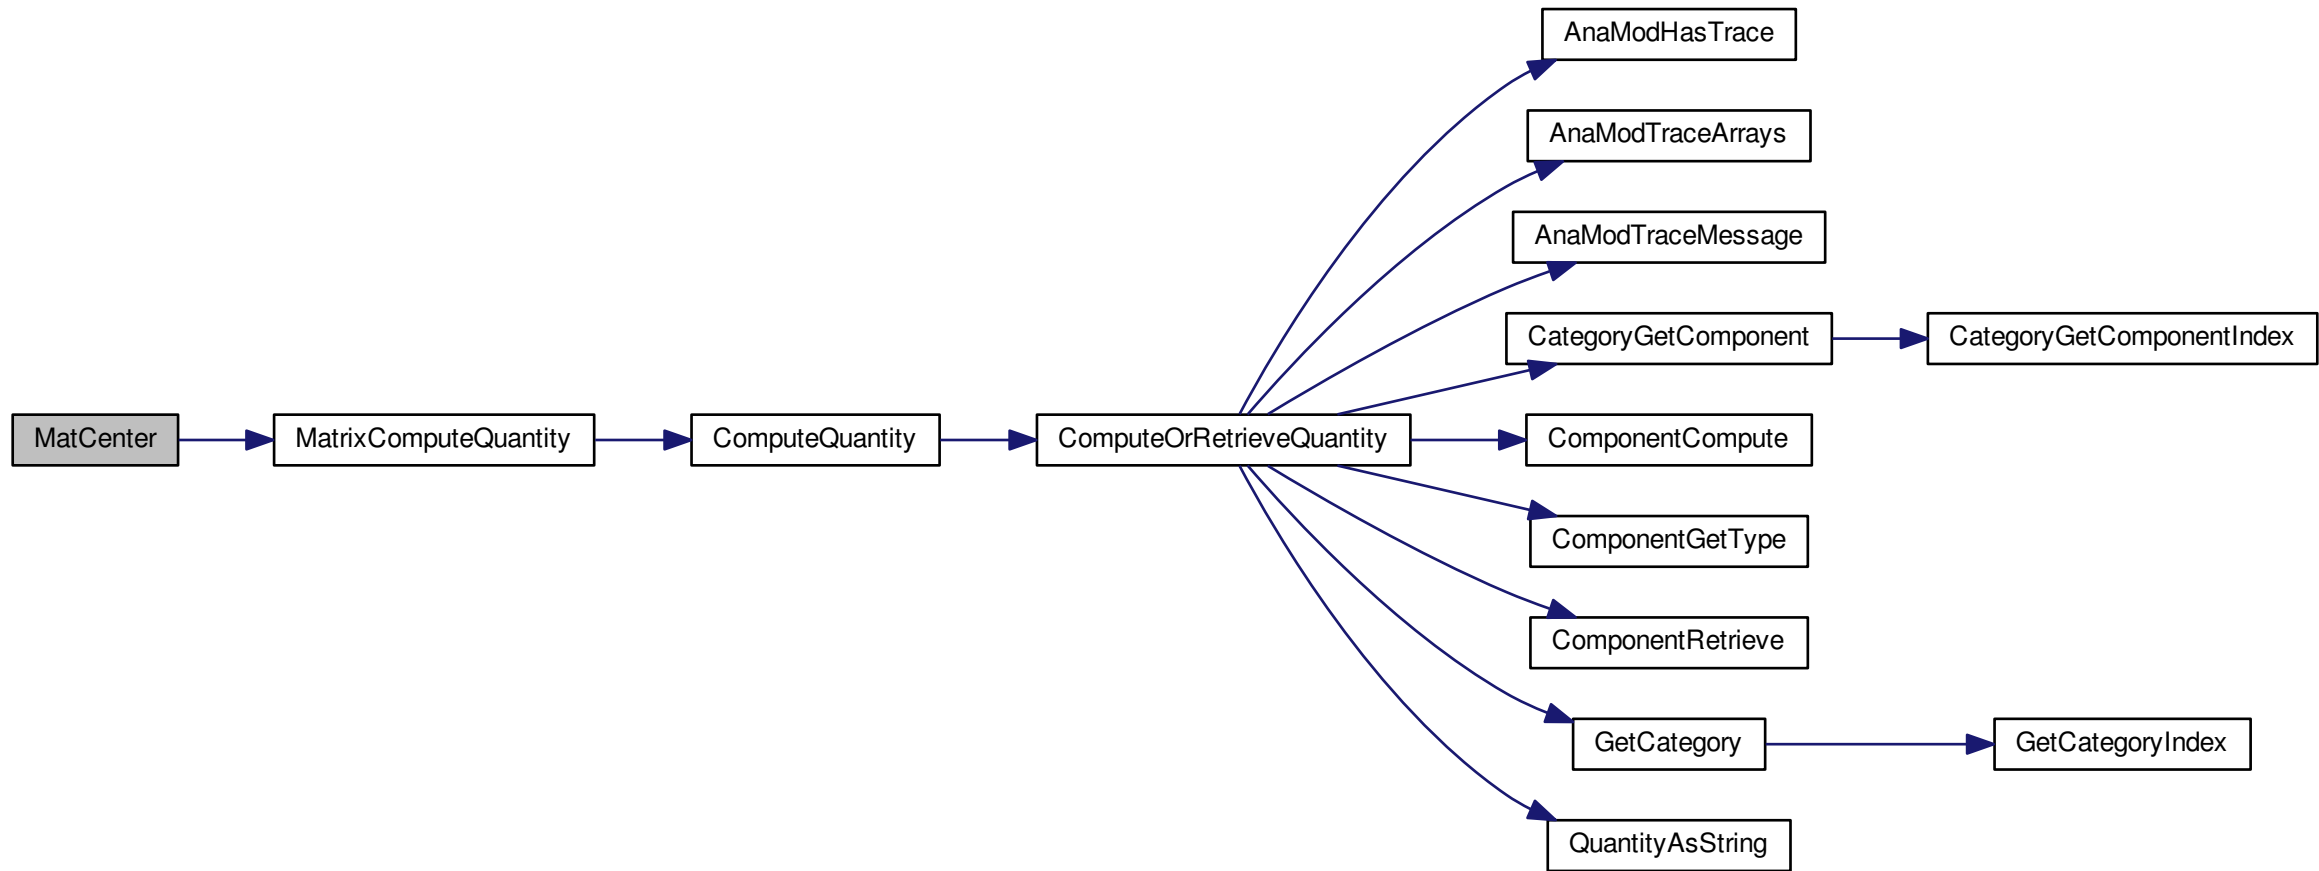 AnaModHasTrace
AnaModTraceArrays
AnaModTraceMessage
CategoryGetComponent
CategoryGetComponentIndex
MatCenter
MatrixComputeQuantity
ComputeQuantity
ComputeOrRetrieveQuantity
ComponentCompute
ComponentGetType
ComponentRetrieve
GetCategory
GetCategoryIndex
QuantityAsString